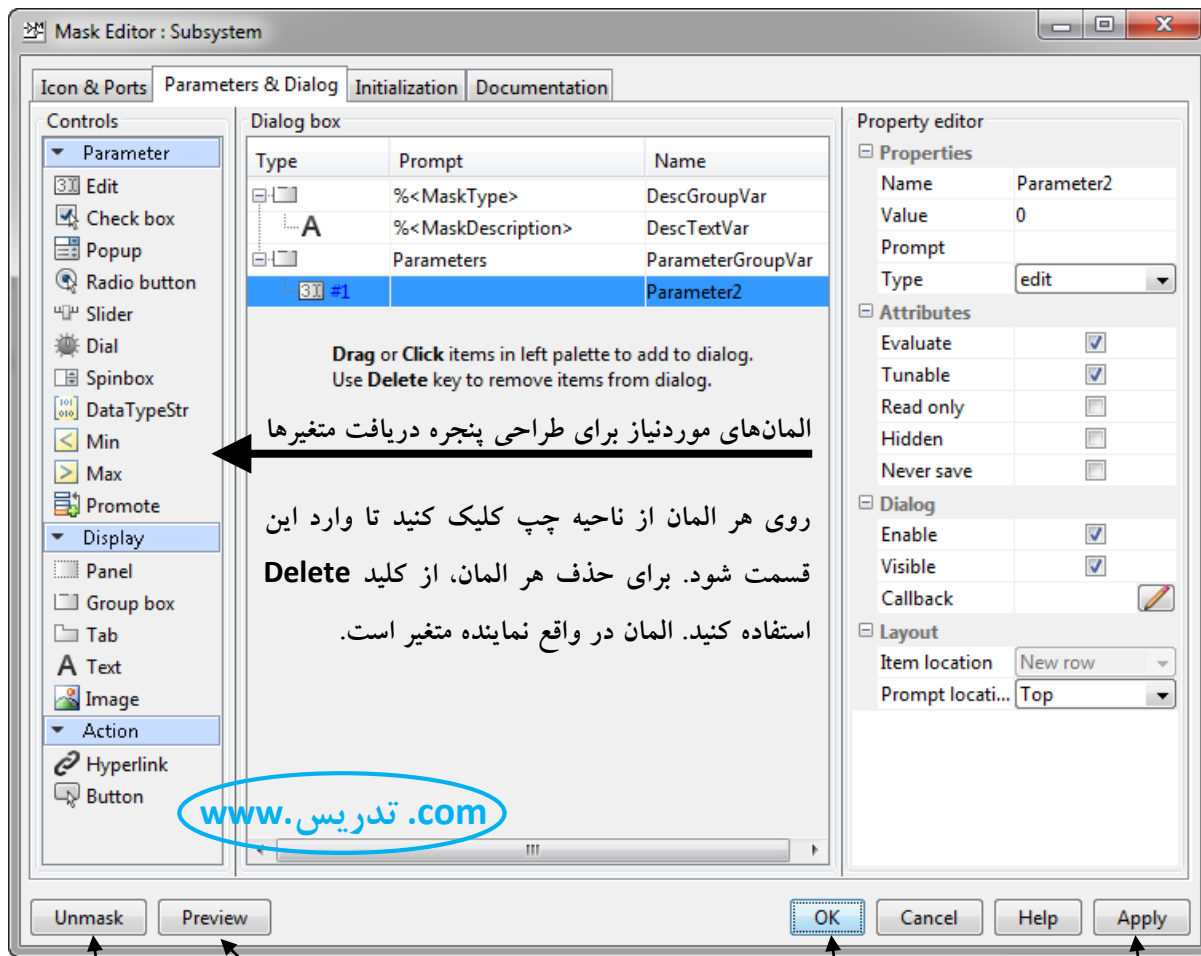 Mask Editor : Subsystem
Icon & Ports Parameters & Dialog Initialization Documentation
Controls
Parameter
Edit
Check box
Popup
Radio button
Slider
Dial
Spinbox
DataTypeStr
Min
Max
Promote
Display
Panel
Group box
Tab
Text
Image
Action
Hyperlink
Button
Dialog box
Type Prompt Name
%<MaskType> DescGroupVar
A %<MaskDescription> DescTextVar
Parameters ParameterGroupVar
#1 Parameter2
Drag or Click items in left palette to add to dialog.
Use Delete key to remove items from dialog.
المان‌های موردنیاز برای طراحی پنجره دریافت متغیرها
روی هر المان از ناحیه چپ کلیک کنید تا وارد این
قسمت شود. برای حذف هر المان، از کلید Delete
استفاده کنید. المان در واقع نماینده متغیر است.
www.تدریس.com
Property editor
Properties
Name Parameter2
Value 0
Prompt
Type edit
Attributes
Evaluate
Tunable
Read only
Hidden
Never save
Dialog
Enable
Visible
Callback
Layout
Item location New row
Prompt locati... Top
Unmask Preview OK Cancel Help Apply